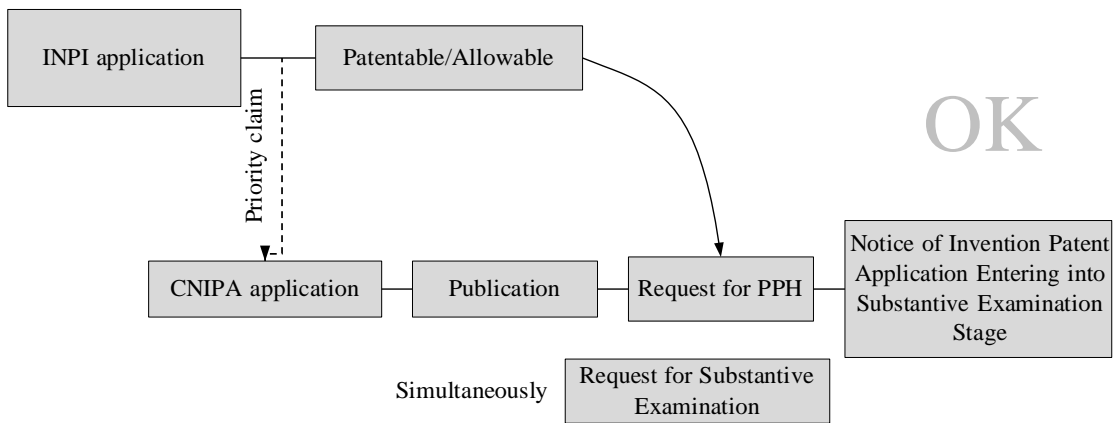 INPI application
Patentable/Allowable
OK
Priority claim
CNIPA application
Publication
Request for PPH
Notice of Invention Patent
Application Entering into
Substantive Examination
Stage
Simultaneously
Request for Substantive
Examination